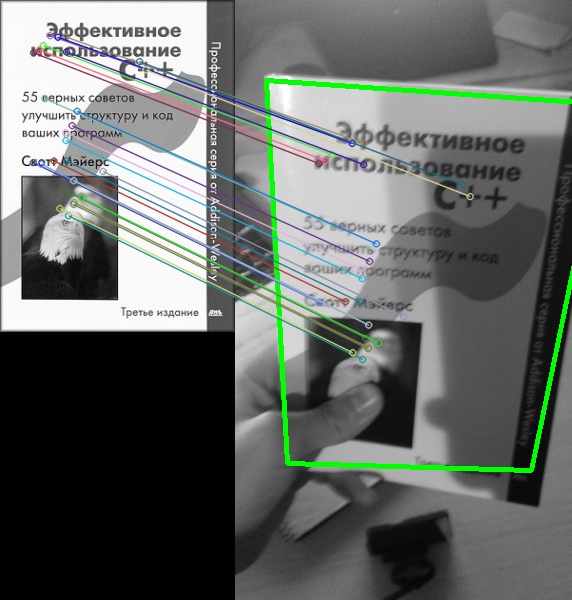 Эффективное
использование
C++
55 верных советов
улучшить структуру и код
ваших программ
Скотт Мэйерс
Третье издание
Профессиональная серия от Addison-Wesley
Эффективное
использование
C++
55 верных советов
улучшить структуру и код
ваших программ
Скотт Мэйерс
Профессиональная серия от Addison-Wesley